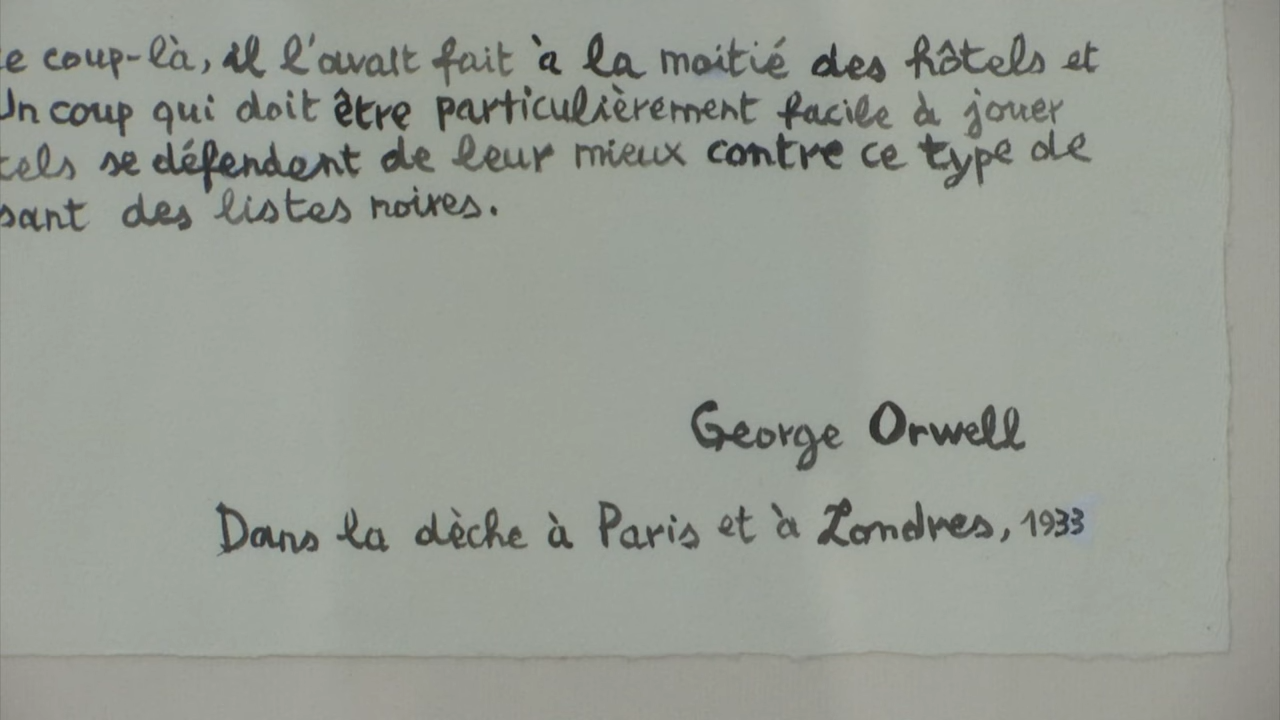 e coup-là, il l'avait fait à la moitié des hôtels et
Un coup qui doit être particulièrement facile à jouer
tels se défendent de leur mieux contre ce type de
sant des listes noires.
George Orwell
Dans la dèche à Paris et à Londres, 1933